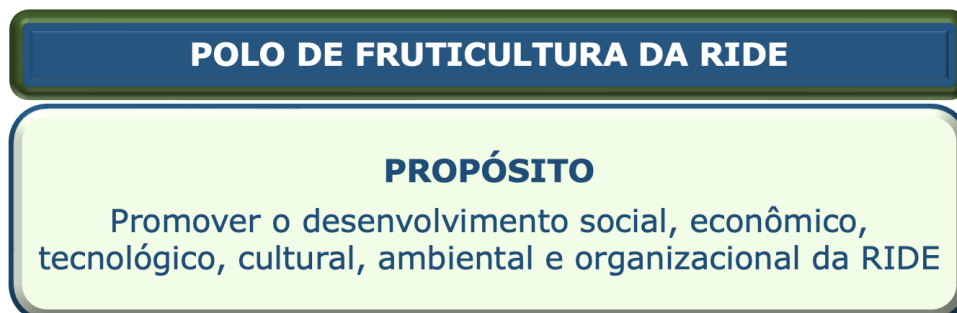 POLO DE FRUTICULTURA DA RIDE
PROPÓSITO
Promover o desenvolvimento social, econômico,
tecnológico, cultural, ambiental e organizacional da RIDE